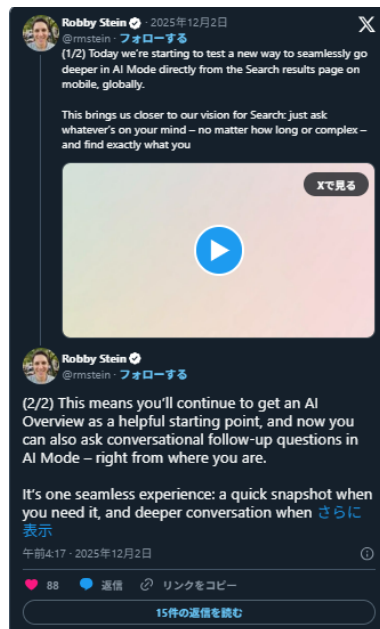 Robby Stein · 2025年12月2日
@rmstein · フォローする
(1/2) Today we're starting to test a new way to seamlessly go
deeper in AI Mode directly from the Search results page on
mobile, globally.
This brings us closer to our vision for Search: just ask
whatever's on your mind – no matter how long or complex –
and find exactly what you
Xで見る
Robby Stein
@rmstein · フォローする
(2/2) This means you'll continue to get an AI
Overview as a helpful starting point, and now you
can also ask conversational follow-up questions in
AI Mode – right from where you are.
It's one seamless experience: a quick snapshot when
you need it, and deeper conversation when さらに
表示
午前4:17 · 2025年12月2日
88 返信 リンクをコピー
15件の返信を読む